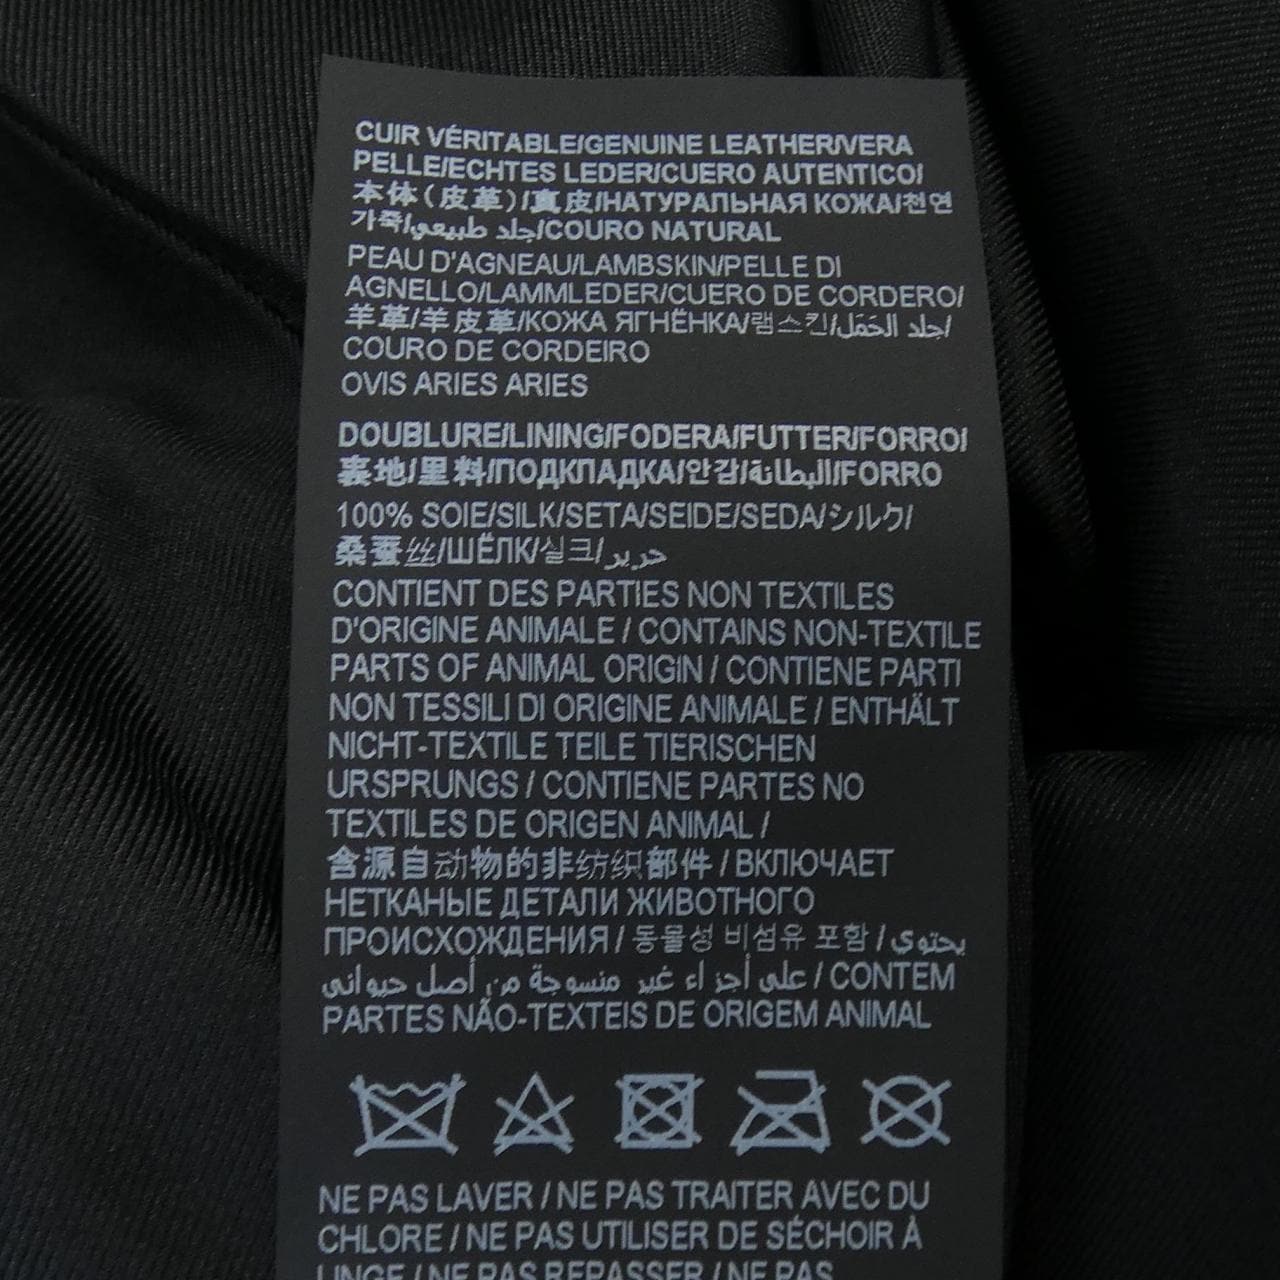 CUIR VÉRITABLE/GENUINE LEATHER/VERA
PELLE/ECHTES LEDER/CUERO AUTENTICO/
本体(皮革)/真皮/НАТУРАЛЬНАЯ КОЖА/천연
가죽/جلد طبيعي/COURO NATURAL
PEAU D'AGNEAU/LAMBSKIN/PELLE DI
AGNELLO/LAMMLEDER/CUERO DE CORDERO/
羊革/羊皮革/КОЖА ЯГНЁНКА/램스킨/جلد الحَمَل/
COURO DE CORDEIRO
OVIS ARIES ARIES
DOUBLURE/LINING/FODERA/FUTTER/FORRO/
裏地/里料/ПОДКЛАДКА/안감/البطانة/FORRO
100% SOIE/SILK/SETA/SEIDE/SEDA/シルク/
桑蚕丝/ШЁЛК/실크/حرير
CONTIENT DES PARTIES NON TEXTILES
D'ORIGINE ANIMALE / CONTAINS NON-TEXTILE
PARTS OF ANIMAL ORIGIN / CONTIENE PARTI
NON TESSILI DI ORIGINE ANIMALE / ENTHÄLT
NICHT-TEXTILE TEILE TIERISCHEN
URSPRUNGS / CONTIENE PARTES NO
TEXTILES DE ORIGEN ANIMAL /
含源自动物的非纺织部件 / ВКЛЮЧАЕТ
НЕТКАНЫЕ ДЕТАЛИ ЖИВОТНОГО
ПРОИСХОЖДЕНИЯ / 동물성 비섬유 포함 / يحتوي
على أجزاء غير منسوجة من أصل حيواني / CONTEM
PARTES NÃO-TEXTEIS DE ORIGEM ANIMAL
NE PAS LAVER / NE PAS TRAITER AVEC DU
CHLORE / NE PAS UTILISER DE SÉCHOIR À
LINGE / NE PAS REPASSER / NE PAS